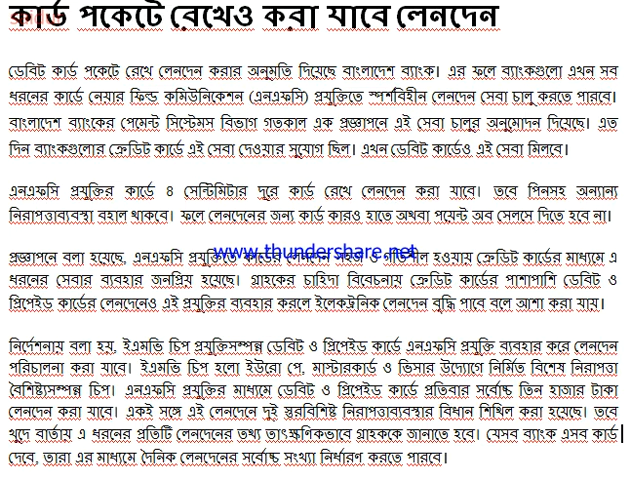 কার্ড পকেটে রেখেও করা যাবে লেনদেন
ডেবিট কার্ড পকেটে রেখে লেনদেন করার অনুমতি দিয়েছে বাংলাদেশ ব্যাংক। এর ফলে ব্যাংকগুলো এখন সব
ধরনের কার্ডে নেয়ার ফিল্ড কমিউনিকেশন (এনএফসি) প্রযুক্তিতে স্পর্শবিহীন লেনদেন সেবা চালু করতে পারবে।
বাংলাদেশ ব্যাংকের পেমেন্ট সিস্টেমস বিভাগ গতকাল এক প্রজ্ঞাপনে এই সেবা চালুর অনুমোদন দিয়েছে। এত
দিন ব্যাংকগুলোর ক্রেডিট কার্ডে এই সেবা দেওয়ার সুযোগ ছিল। এখন ডেবিট কার্ডেও এই সেবা মিলবে।
এনএফসি প্রযুক্তির কার্ডে ৪ সেন্টিমিটার দূরে কার্ড রেখে লেনদেন করা যাবে। তবে পিনসহ অন্যান্য
নিরাপত্তাব্যবস্থা বহাল থাকবে। ফলে লেনদেনের জন্য কার্ড কারও হাতে অথবা পয়েন্ট অব সেলসে দিতে হবে না।
www.thundershare.net
প্রজ্ঞাপনে বলা হয়েছে, এনএফসি প্রযুক্তিতে কার্ডের লেনদেন সহজ ও গতিশীল হওয়ায় ক্রেডিট কার্ডের মাধ্যমে এ
ধরনের সেবার ব্যবহার জনপ্রিয় হয়েছে। গ্রাহকের চাহিদা বিবেচনায় ক্রেডিট কার্ডের পাশাপাশি ডেবিট ও
প্রিপেইড কার্ডের লেনদেনেও এই প্রযুক্তির ব্যবহার করলে ইলেকট্রনিক লেনদেন বৃদ্ধি পাবে বলে আশা করা যায়।
নির্দেশনায় বলা হয়, ইএমভি চিপ প্রযুক্তিসম্পন্ন ডেবিট ও প্রিপেইড কার্ডে এনএফসি প্রযুক্তি ব্যবহার করে লেনদেন
পরিচালনা করা যাবে। ইএমভি চিপ হলো ইউরো পে, মাস্টারকার্ড ও ভিসার উদ্যোগে নির্মিত বিশেষ নিরাপত্তা
বৈশিষ্ট্যসম্পন্ন চিপ। এনএফসি প্রযুক্তির মাধ্যমে ডেবিট ও প্রিপেইড কার্ডে প্রতিবার সর্বোচ্চ তিন হাজার টাকা
লেনদেন করা যাবে। একই সঙ্গে এই লেনদেনে দুই স্তরবিশিষ্ট নিরাপত্তাব্যবস্থার বিধান শিথিল করা হয়েছে। তবে
খুদে বার্তায় এ ধরনের প্রতিটি লেনদেনের তথ্য তাৎক্ষণিকভাবে গ্রাহককে জানাতে হবে। যেসব ব্যাংক এসব কার্ড
দেবে, তারা এর মাধ্যমে দৈনিক লেনদেনের সর্বোচ্চ সংখ্যা নির্ধারণ করতে পারবে।